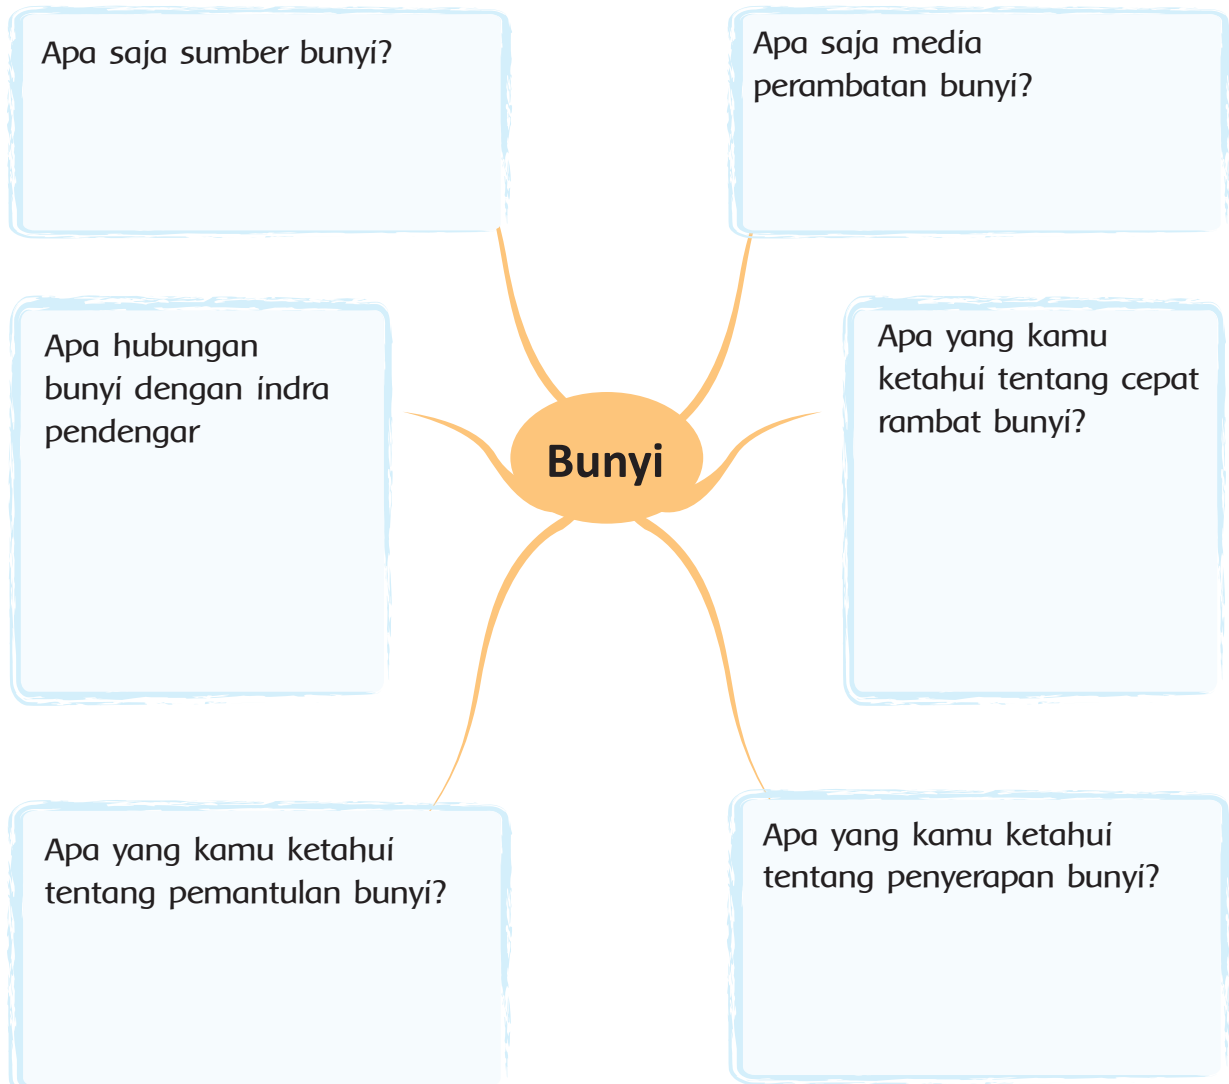 Apa saja sumber bunyi?
Apa saja media
perambatan bunyi?
Apa hubungan
bunyi dengan indra
pendengar
Apa yang kamu
ketahui tentang cepat
rambat bunyi?
Bunyi
Apa yang kamu ketahui
tentang pemantulan bunyi?
Apa yang kamu ketahui
tentang penyerapan bunyi?